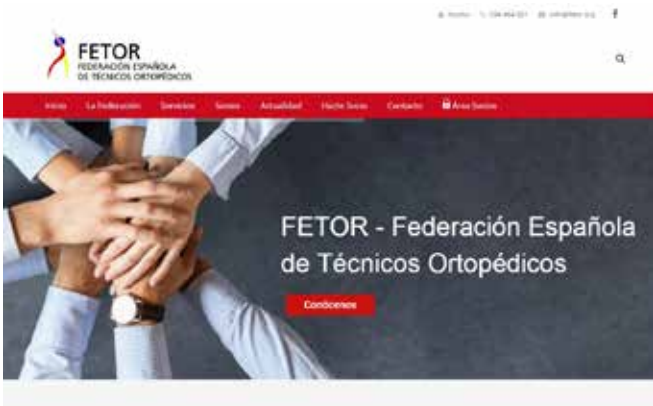 FETOR
FEDERACIÓN ESPAÑOLA
DE TÉCNICOS ORTOPÉDICOS
Inicio La Federación Servicios Socios Actualidad Hazte Socio Contacto Área Socios
FETOR - Federación Española
de Técnicos Ortopédicos
Conócenos